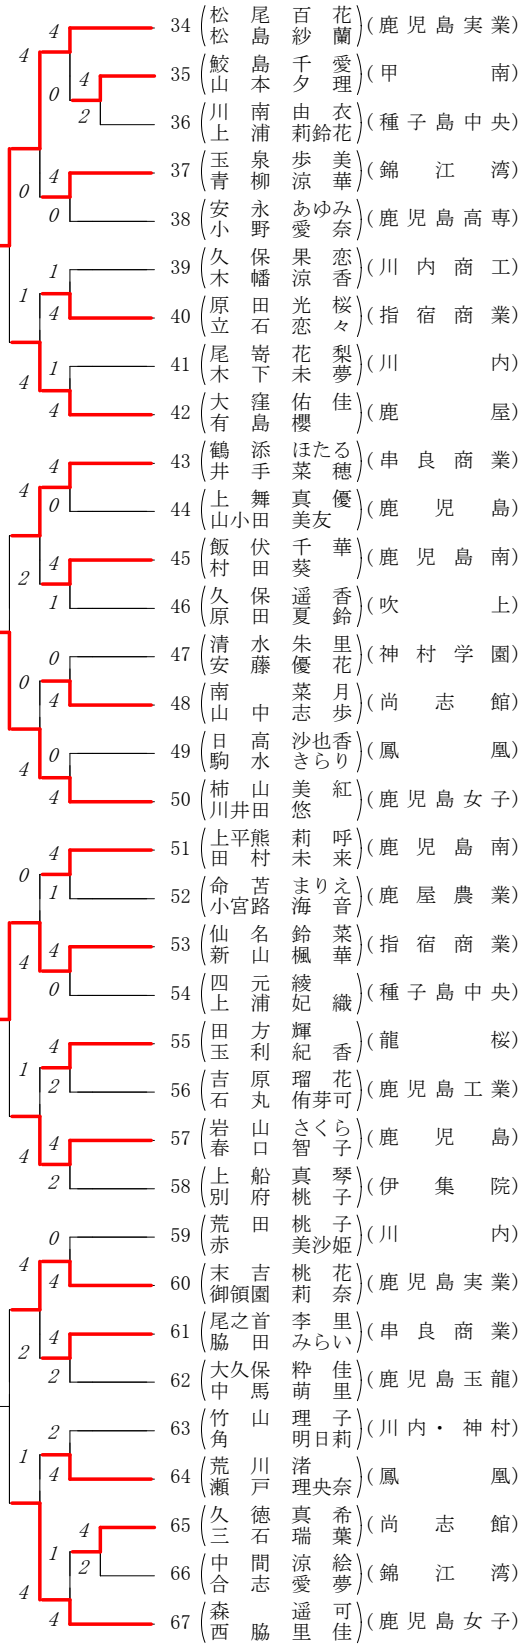 4
34 松尾百花 (鹿児島実業)
松島紗蘭
4
4
35 鮫島千愛 (甲南)
山本夕理
0
2
36 川南由衣 (種子島中央)
上浦莉鈴花
4
37 玉泉歩美 (錦江湾)
青柳涼華
0
0
38 安永あゆみ (鹿児島高専)
小野愛奈
1
39 久保果恋 (川内商工)
木幡涼香
1
4
40 原田光桜 (指宿商業)
立石恋々
1
41 尾嵜花梨 (川内)
木下未夢
4
4
42 大窪佑佳 (鹿屋)
有島櫻
4
43 鶴添ほたる (串良商業)
井手菜穂
4
0
44 上舞真優 (鹿児島)
山小田美友
4
45 飯伏千華 (鹿児島南)
村田葵
2
1
46 久保遥香 (吹上)
原田夏鈴
0
47 清水朱里 (神村学園)
安藤優花
0
4
48 南菜月 (尚志館)
山中志歩
0
49 日高沙也香 (鳳凰)
駒水きらり
4
4
50 柿山美紅 (鹿児島女子)
川井田悠
4
51 上平熊莉呼 (鹿児島南)
田村未来
0
1
52 命苫まりえ (鹿屋農業)
小宮路海音
4
53 仙名鈴菜 (指宿商業)
新山楓華
4
0
54 四元綾 (種子島中央)
上浦妃織
4
55 田方輝 (龍桜)
玉利紀香
1
2
56 吉原瑠花 (鹿児島工業)
石丸侑芽可
4
57 岩山さくら (鹿児島)
春口智子
4
2
58 上船真琴 (伊集院)
別府桃子
0
59 荒田桃子 (川内)
赤美沙姫
4
4
60 末吉桃花 (鹿児島実業)
御領園莉奈
4
61 尾之首李里 (串良商業)
脇田みらい
2
2
62 大久保粋佳 (鹿児島玉龍)
中馬萌里
2
63 竹山理子 (川内・神村)
角明日莉
1
4
64 荒川渚 (鳳凰)
瀬戸理央奈
4
65 久徳真希 (尚志館)
三石瑞葉
1
2
66 中間涼絵 (錦江湾)
合志愛夢
4
4
67 森遥可 (鹿児島女子)
西脇里佳